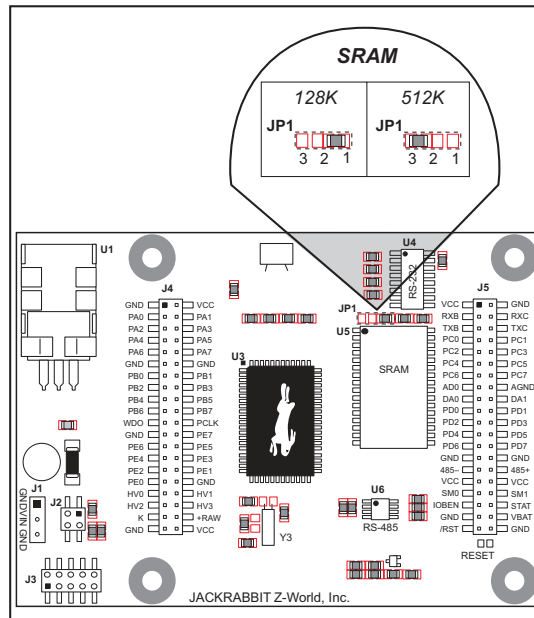 SRAM
128K
512K
JP1
JP1
3 2 1
3 2 1
U1
U4
RS-232
J4
J5
GND VCC
PA0 PA1
PA2 PA3
PA4 PA5
PA6 PA7
GND GND
PB0 PB1
PB2 PB3
PB4 PB5
PB6 PB7
WDO PCLK
GND PE7
PE6 PE5
PE4 PE3
PE2 PE1
PE0 GND
HV0 HV1
HV2 HV3
K +RAW
GND VCC
JP1
U5
SRAM
U3
VCC GND
RXB RXC
TXB TXC
PC0 PC1
PC2 PC3
PC4 PC5
PC6 PC7
AD0 AGND
DA0 DA1
PD0 PD1
PD2 PD3
PD4 PD5
PD6 PD7
GND GND
485– 485+
VCC VCC
SM0 SM1
IOBEN STAT
GND VBAT
/RST GND
RESET
U6
RS-485
Y3
J1
GND
VIN
GND
J2
J3
JACKRABBIT Z-World, Inc.